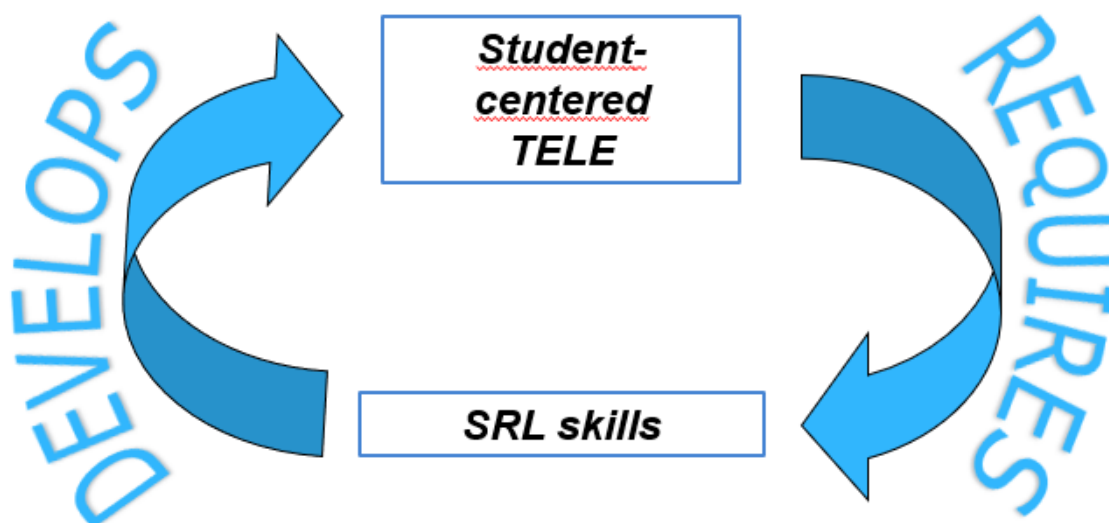 DEVELOPS
Student-
centered
TELE
REQUIRES
SRL skills